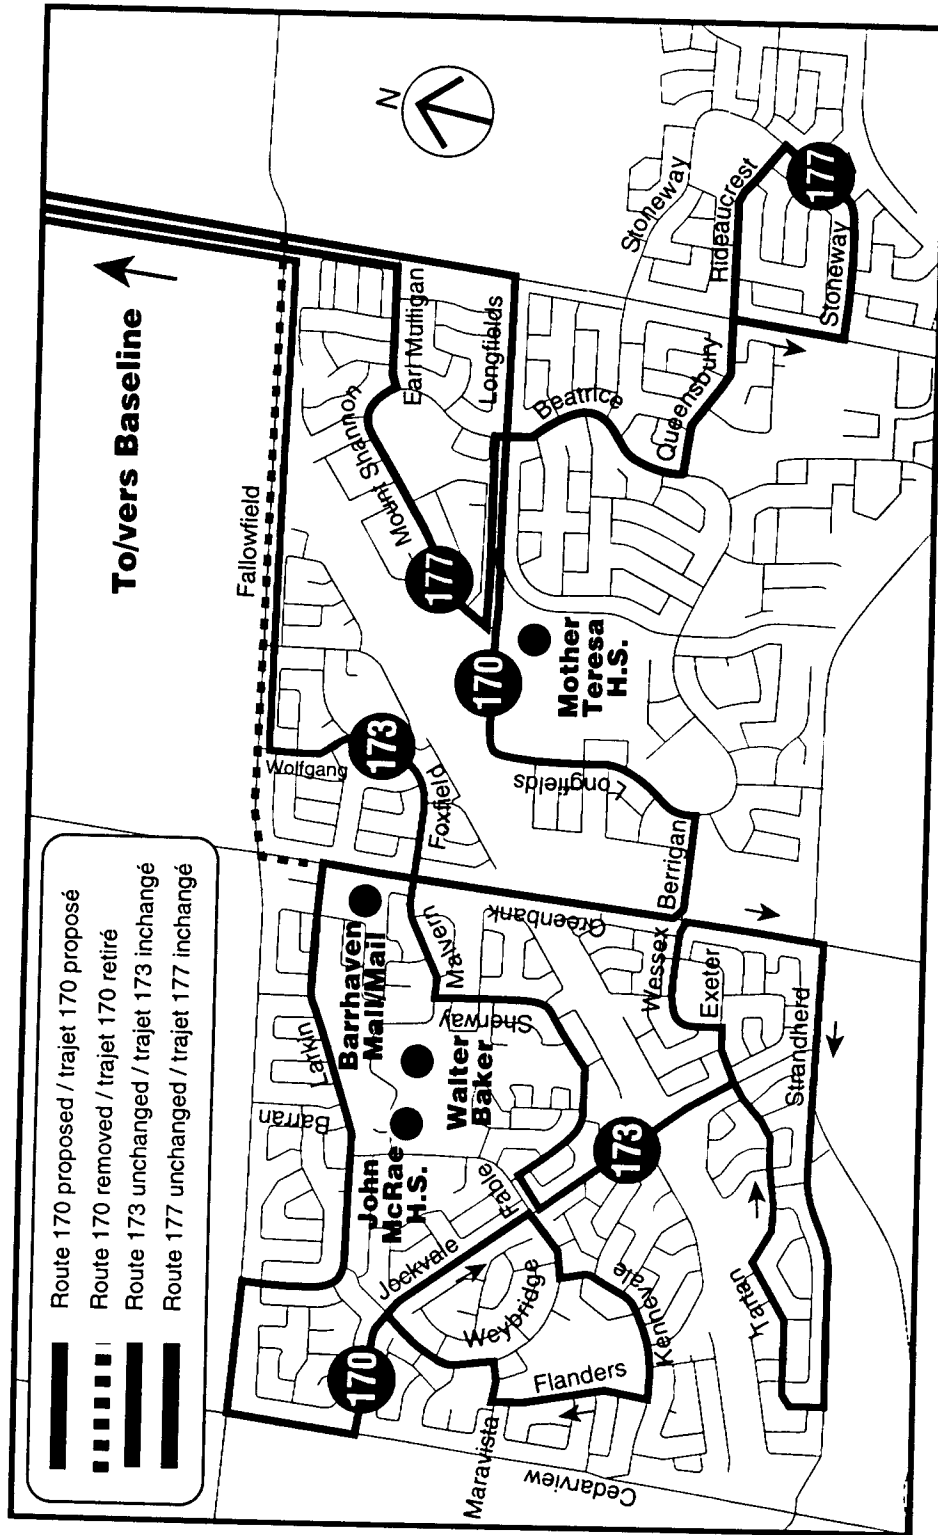 Route 170 proposed / trajet 170 proposé
Route 170 removed / trajet 170 retiré
Route 173 unchanged / trajet 173 inchangé
Route 177 unchanged / trajet 177 inchangé
To/vers Baseline
N
Fallowfield
Wolfgang
173
Foxfield
Mount Shannon
Earl Mulligan
Longfields
177
170
Mother
Teresa
H.S.
Longfields
Berrigan
Beatrice
Queensbury
Stoneway
Rideaucrest
177
Stoneway
Greenbank
Malvern
Barrhaven
Mall/Mail
Larkin
Barran
Sherway
Walter
Baker
John
McRae
H.S.
Wessex
Exeter
Strandherd
173
Fable
Jockvale
170
Weybridge
Kennevale
Tartan
Flanders
Maravista
Cedarview